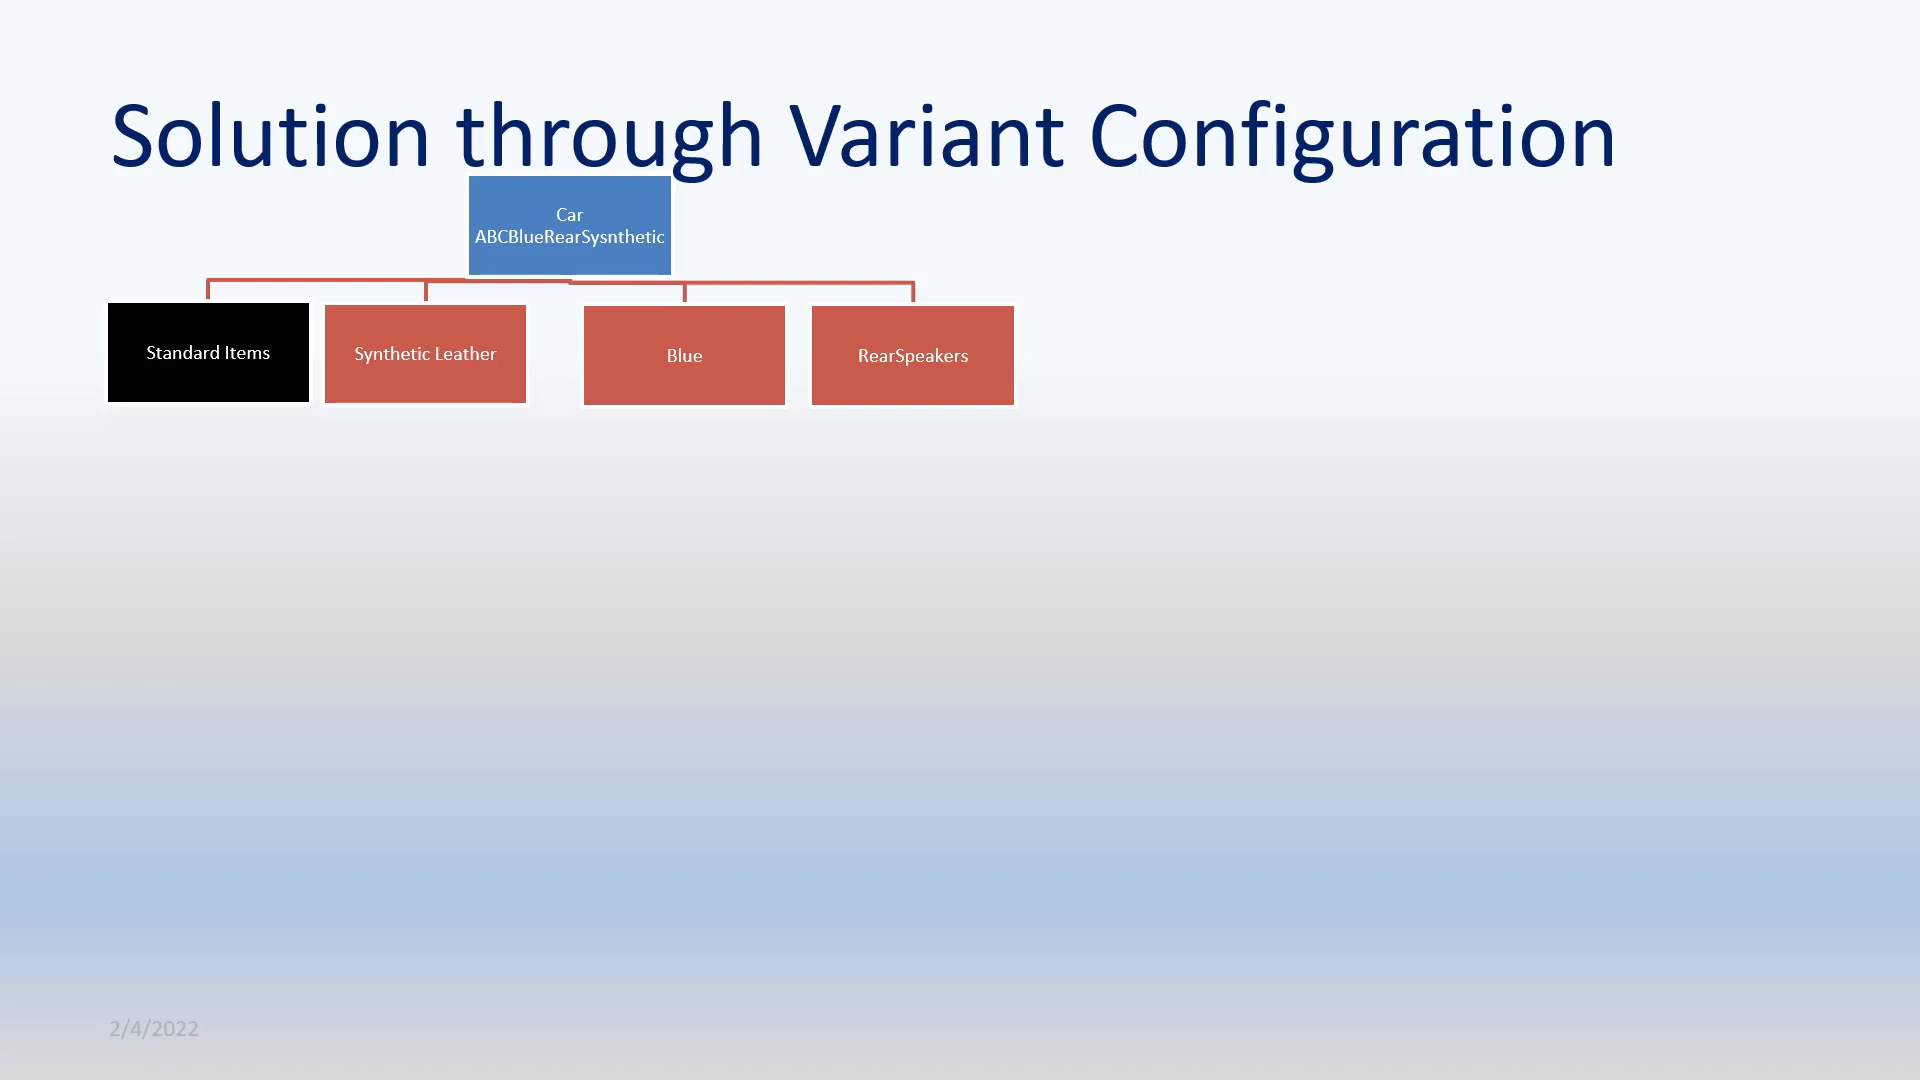 Solution through Variant Configuration
Car
ABCBlueRearSysnthetic
Standard Items
Synthetic Leather
Blue
RearSpeakers
2/4/2022